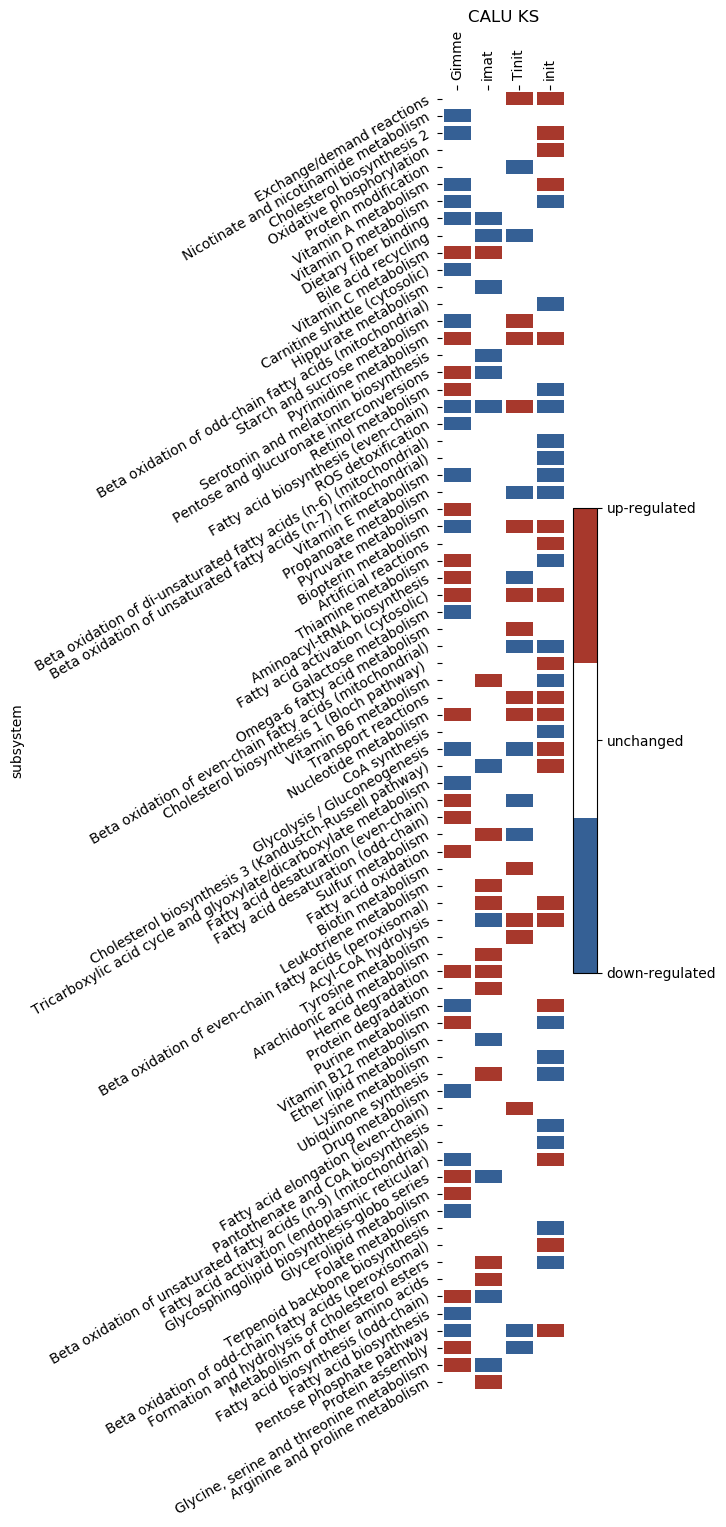 CALU KS
Gimme
imat
Tinit
init
Exchange/demand reactions
Nicotinate and nicotinamide metabolism
Cholesterol biosynthesis 2
Oxidative phosphorylation
Protein modification
Vitamin A metabolism
Vitamin D metabolism
Dietary fiber binding
Bile acid recycling
Vitamin C metabolism
Carnitine shuttle (cytosolic)
Hippurate metabolism
Beta oxidation of odd-chain fatty acids (mitochondrial)
Starch and sucrose metabolism
Pyrimidine metabolism
Serotonin and melatonin biosynthesis
Pentose and glucuronate interconversions
Retinol metabolism
Fatty acid biosynthesis (even-chain)
ROS detoxification
Beta oxidation of di-unsaturated fatty acids (n-6) (mitochondrial)
Beta oxidation of unsaturated fatty acids (n-7) (mitochondrial)
Vitamin E metabolism
Propanoate metabolism
Pyruvate metabolism
Biopterin metabolism
Artificial reactions
Thiamine metabolism
Aminoacyl-tRNA biosynthesis
Fatty acid activation (cytosolic)
Galactose metabolism
Omega-6 fatty acid metabolism
Beta oxidation of even-chain fatty acids (mitochondrial)
Cholesterol biosynthesis 1 (Bloch pathway)
Vitamin B6 metabolism
Transport reactions
Nucleotide metabolism
CoA synthesis
Glycolysis / Gluconeogenesis
Cholesterol biosynthesis 3 (Kandustch-Russell pathway)
Tricarboxylic acid cycle and glyoxylate/dicarboxylate metabolism
Fatty acid desaturation (even-chain)
Fatty acid desaturation (odd-chain)
Sulfur metabolism
Fatty acid oxidation
Biotin metabolism
Leukotriene metabolism
Beta oxidation of even-chain fatty acids (peroxisomal)
Acyl-CoA hydrolysis
Tyrosine metabolism
Arachidonic acid metabolism
Heme degradation
Protein degradation
Purine metabolism
Vitamin B12 metabolism
Ether lipid metabolism
Lysine metabolism
Ubiquinone synthesis
Drug metabolism
Fatty acid elongation (even-chain)
Pantothenate and CoA biosynthesis
Beta oxidation of unsaturated fatty acids (n-9) (mitochondrial)
Fatty acid activation (endoplasmic reticular)
Glycosphingolipid biosynthesis-globo series
Glycerolipid metabolism
Folate metabolism
Terpenoid backbone biosynthesis
Beta oxidation of odd-chain fatty acids (peroxisomal)
Formation and hydrolysis of cholesterol esters
Metabolism of other amino acids
Fatty acid biosynthesis (odd-chain)
Fatty acid biosynthesis
Pentose phosphate pathway
Protein assembly
Glycine, serine and threonine metabolism
Arginine and proline metabolism
subsystem
up-regulated
unchanged
down-regulated